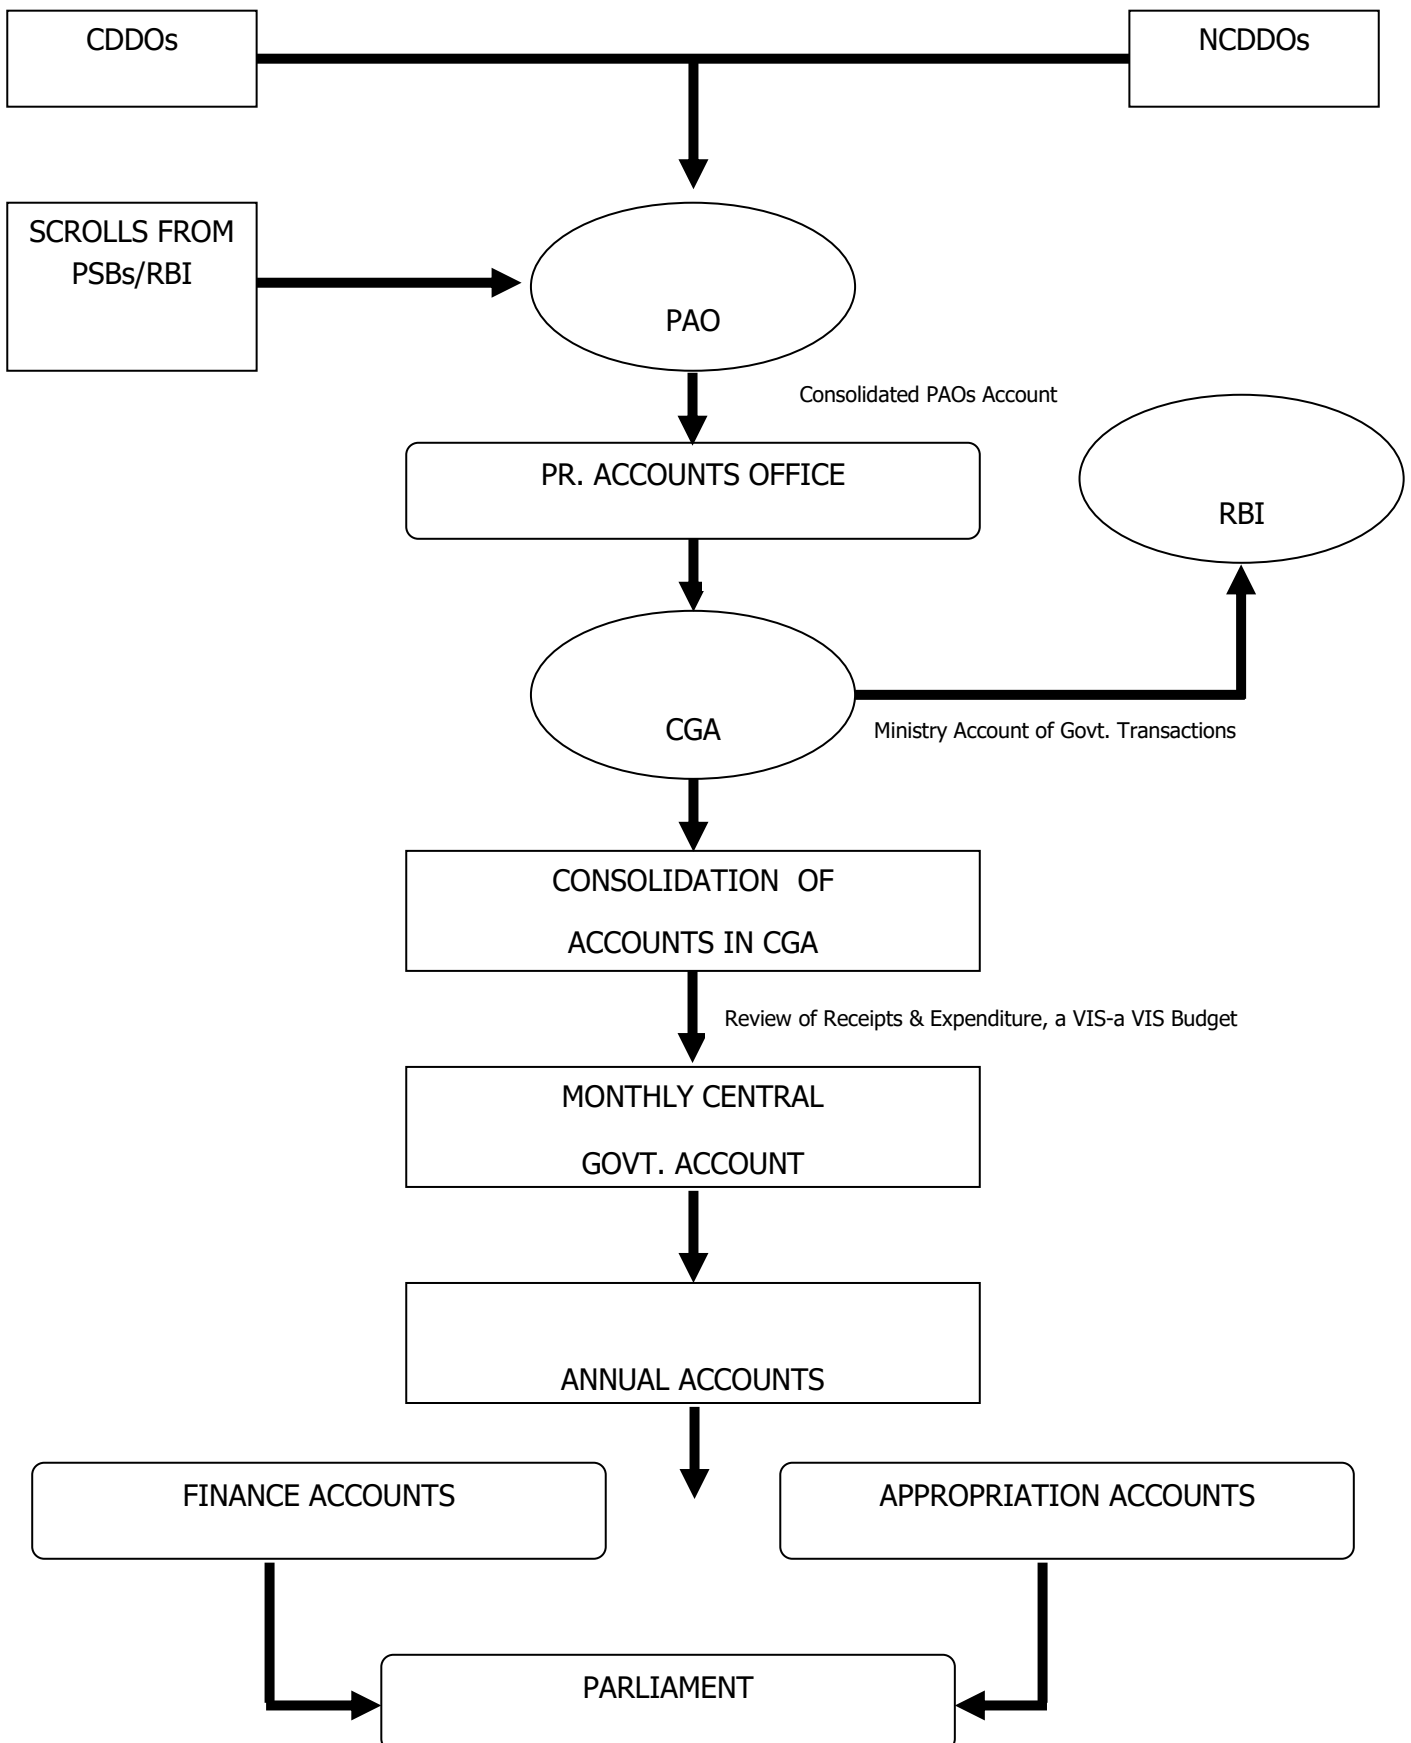 CDDOs
NCDDOs
SCROLLS FROM
PSBs/RBI
PAO
Consolidated PAOs Account
PR. ACCOUNTS OFFICE
RBI
CGA
Ministry Account of Govt. Transactions
CONSOLIDATION OF
ACCOUNTS IN CGA
Review of Receipts & Expenditure, a VIS-a VIS Budget
MONTHLY CENTRAL
GOVT. ACCOUNT
ANNUAL ACCOUNTS
FINANCE ACCOUNTS
APPROPRIATION ACCOUNTS
PARLIAMENT